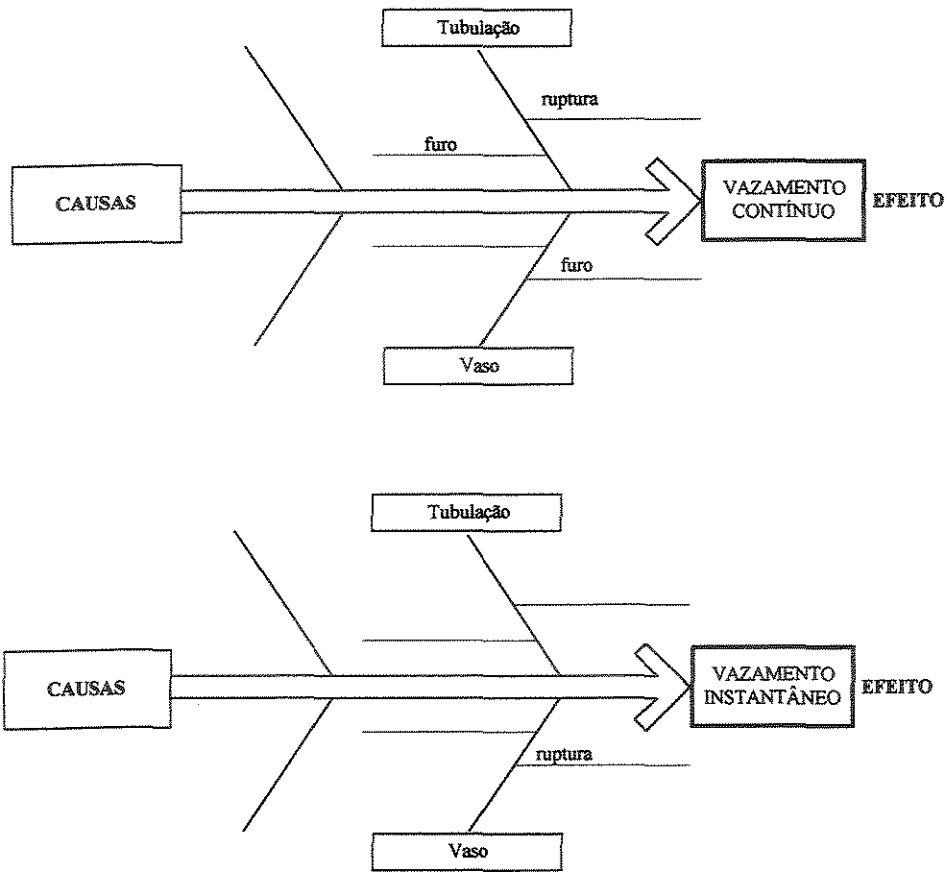 Tubulação
ruptura
furo
CAUSAS
VAZAMENTO
CONTÍNUO
EFEITO
furo
Vaso
Tubulação
CAUSAS
VAZAMENTO
INSTANTÂNEO
EFEITO
ruptura
Vaso